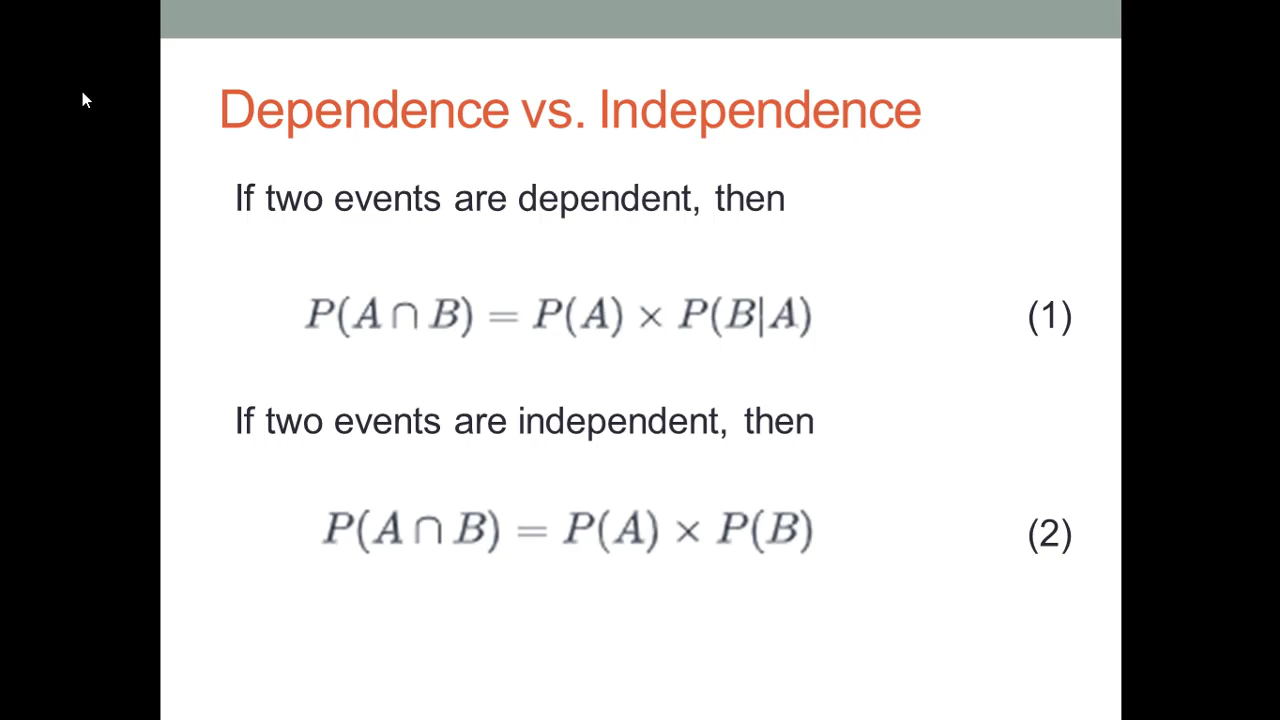 Dependence vs. Independence
If two events are dependent, then
P(A ∩ B) = P(A) × P(B|A) (1)
If two events are independent, then
P(A ∩ B) = P(A) × P(B) (2)